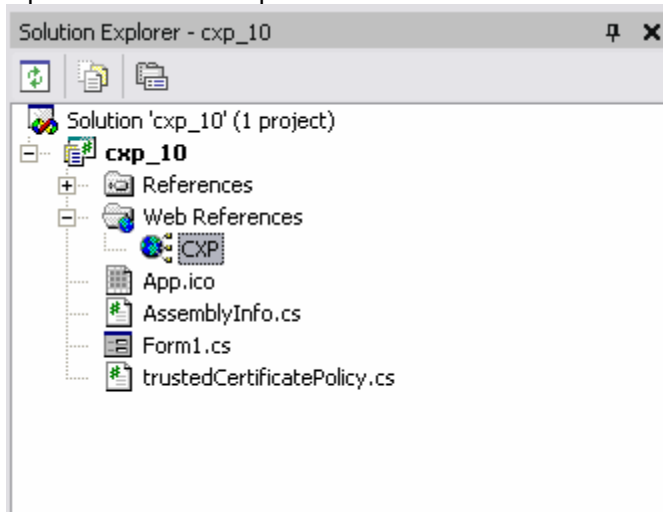 Solution Explorer - cxp_10
Solution 'cxp_10' (1 project)
cxp_10
References
Web References
CXP
App.ico
AssemblyInfo.cs
Form1.cs
trustedCertificatePolicy.cs